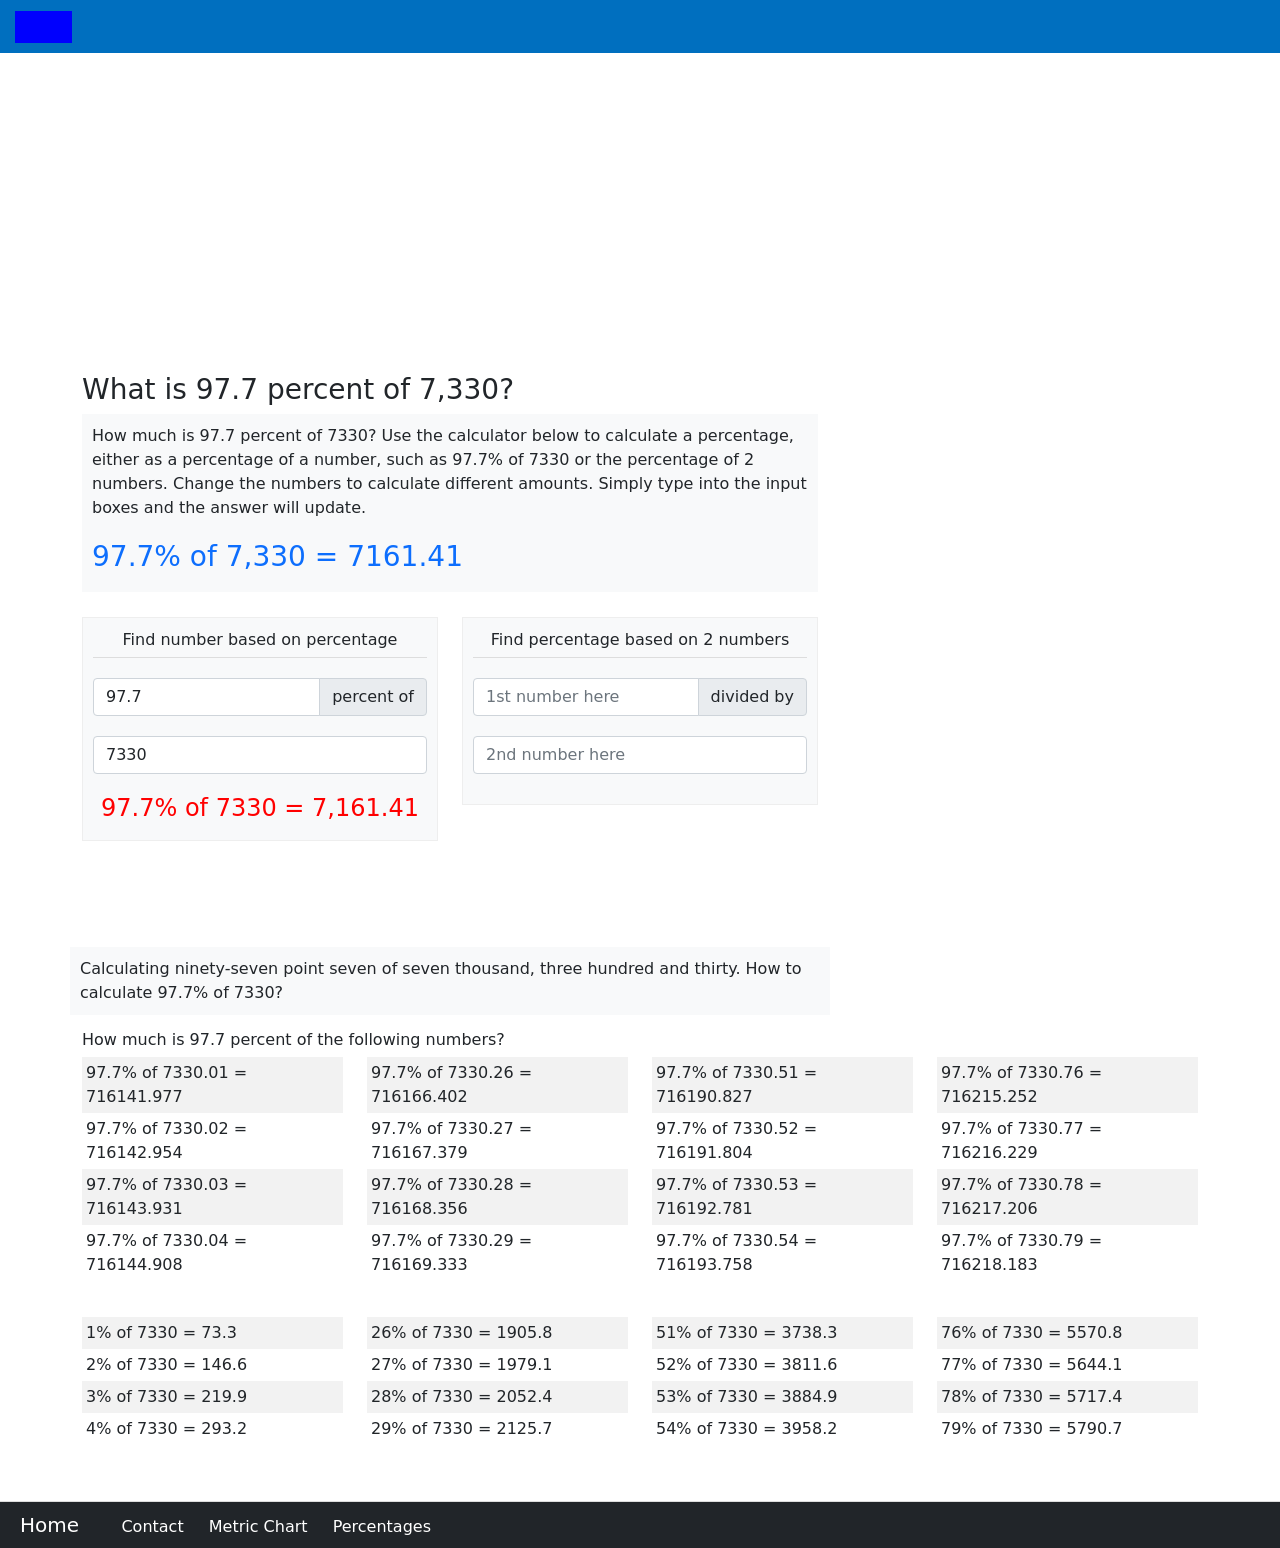 What is 97.7 percent of 7,330?
How much is 97.7 percent of 7330? Use the calculator below to calculate a percentage,
either as a percentage of a number, such as 97.7% of 7330 or the percentage of 2
numbers. Change the numbers to calculate different amounts. Simply type into the input
boxes and the answer will update.
97.7% of 7,330 = 7161.41
Find number based on percentage
97.7 percent of
7330
97.7% of 7330 = 7,161.41
Find percentage based on 2 numbers
1st number here divided by
2nd number here
Calculating ninety-seven point seven of seven thousand, three hundred and thirty. How to
calculate 97.7% of 7330?
How much is 97.7 percent of the following numbers?
97.7% of 7330.01 =
716141.977
97.7% of 7330.02 =
716142.954
97.7% of 7330.03 =
716143.931
97.7% of 7330.04 =
716144.908
97.7% of 7330.26 =
716166.402
97.7% of 7330.27 =
716167.379
97.7% of 7330.28 =
716168.356
97.7% of 7330.29 =
716169.333
97.7% of 7330.51 =
716190.827
97.7% of 7330.52 =
716191.804
97.7% of 7330.53 =
716192.781
97.7% of 7330.54 =
716193.758
97.7% of 7330.76 =
716215.252
97.7% of 7330.77 =
716216.229
97.7% of 7330.78 =
716217.206
97.7% of 7330.79 =
716218.183
1% of 7330 = 73.3
2% of 7330 = 146.6
3% of 7330 = 219.9
4% of 7330 = 293.2
26% of 7330 = 1905.8
27% of 7330 = 1979.1
28% of 7330 = 2052.4
29% of 7330 = 2125.7
51% of 7330 = 3738.3
52% of 7330 = 3811.6
53% of 7330 = 3884.9
54% of 7330 = 3958.2
76% of 7330 = 5570.8
77% of 7330 = 5644.1
78% of 7330 = 5717.4
79% of 7330 = 5790.7
Home Contact Metric Chart Percentages